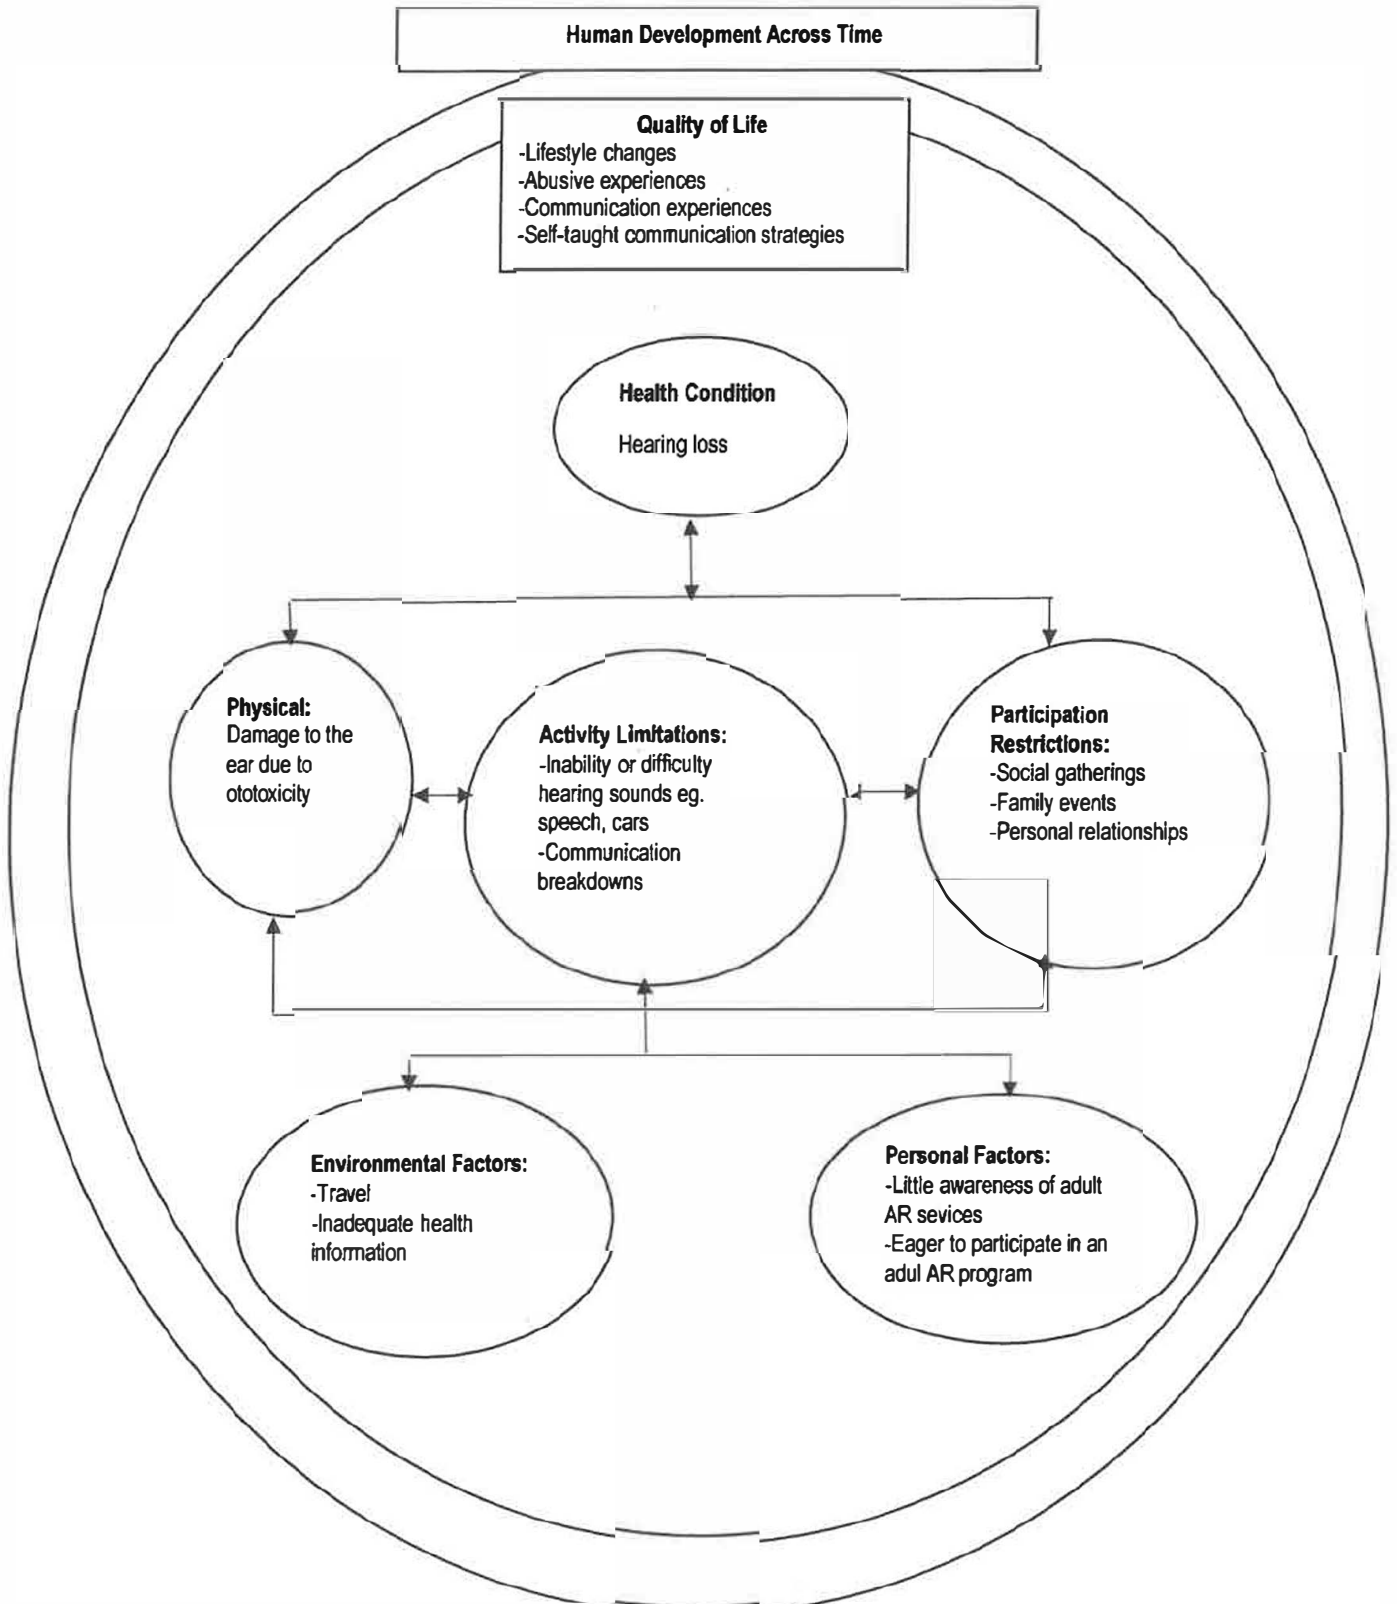 Human Development Across Time
Quality of Life
-Lifestyle changes
-Abusive experiences
-Communication experiences
-Self-taught communication strategies
Health Condition
Hearing loss
Physical:
Damage to the
ear due to
ototoxicity
Activity Limitations:
-Inability or difficulty
hearing sounds eg.
speech, cars
-Communication
breakdowns
Participation
Restrictions:
-Social gatherings
-Family events
-Personal relationships
Environmental Factors:
-Travel
-Inadequate health
information
Personal Factors:
-Little awareness of adult
AR sevices
-Eager to participate in an
adul AR program